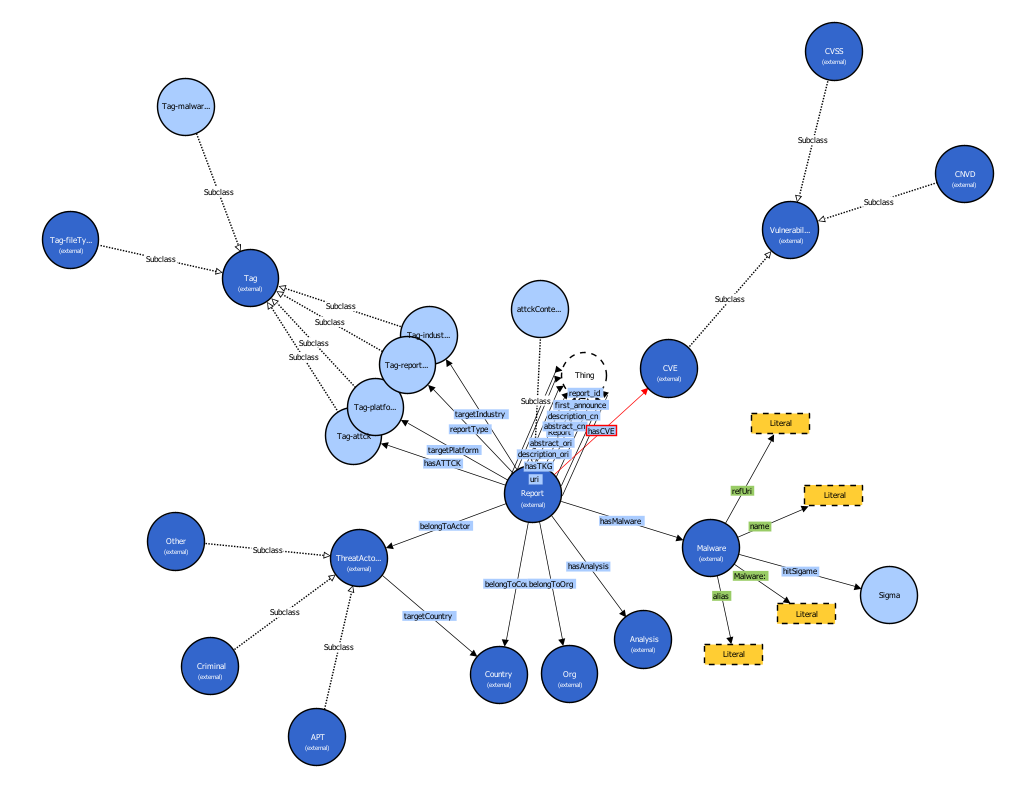 CVSS
(external)
Tag-malwar...
Subclass
CNVD
(external)
Subclass
Subclass
Tag-fileTy...
(external)
Vulnerabil...
(external)
Subclass
Tag
(external)
Subclass
Subclass
attckConte...
Subclass
Tag-indust...
Subclass
Subclass
Tag-report...
Thing
CVE
(external)
report_id
Subclass
first_announce
Tag-platfo...
targetIndustry
description_cn
abstract_cn
Literal
reportType
Report
hasCVE
Tag-attck
abstract_ori
targetPlatform
description_ori
hasATTCK
hasTKG
uri
refUri
Report
(external)
Literal
hasMalware
belongToActor
name
Other
(external)
Subclass
ThreatActo...
(external)
Malware
(external)
hasAnalysis
hitSigame
Malware:
belongToCou
belongToOrg
alias
Sigma
Subclass
targetCountry
Literal
Analysis
(external)
Subclass
Literal
Criminal
(external)
Country
(external)
Org
(external)
APT
(external)